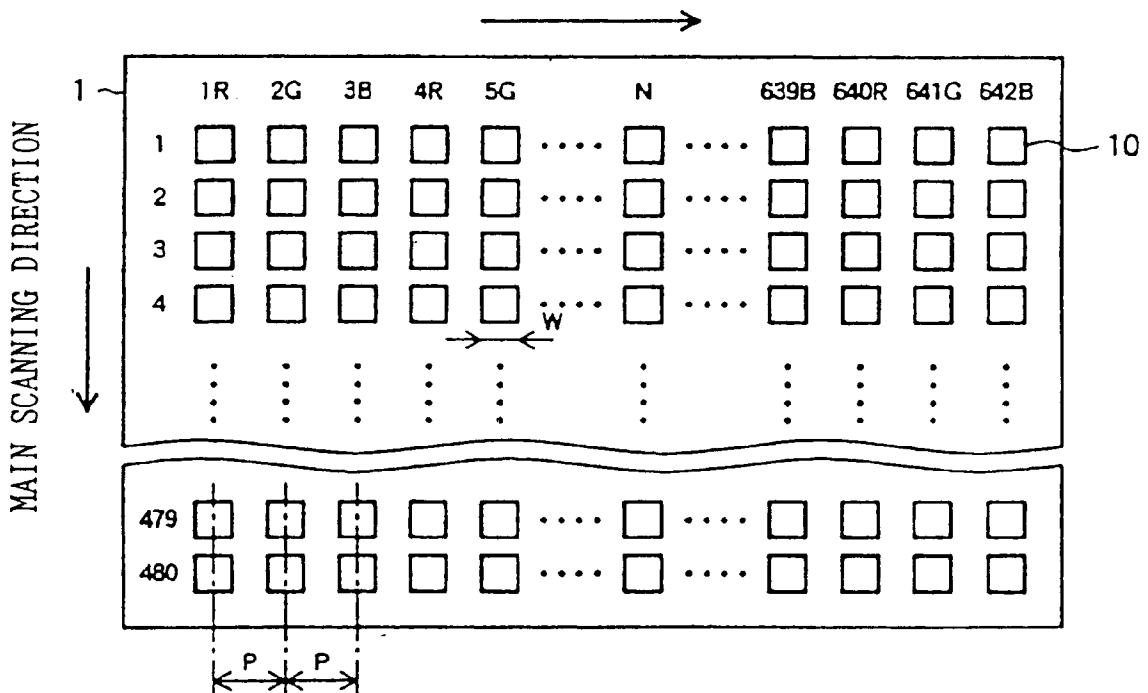 1 1R 2G 3B 4R 5G N 639B 640R 641G 642B
1 10
2
3
4
W
MAIN SCANNING DIRECTION
479
480
P P